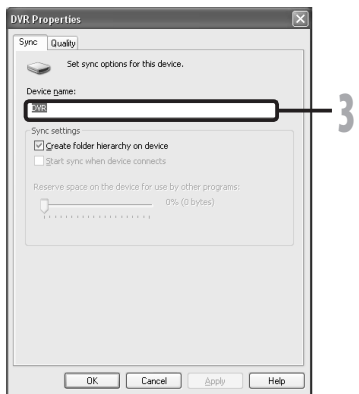 DVR Properties
Sync Quality
Set sync options for this device.
Device name:
DVR
3
Sync settings
Create folder hierarchy on device
Start sync when device connects
Reserve space on the device for use by other programs:
0% (0 bytes)
OK Cancel Apply Help